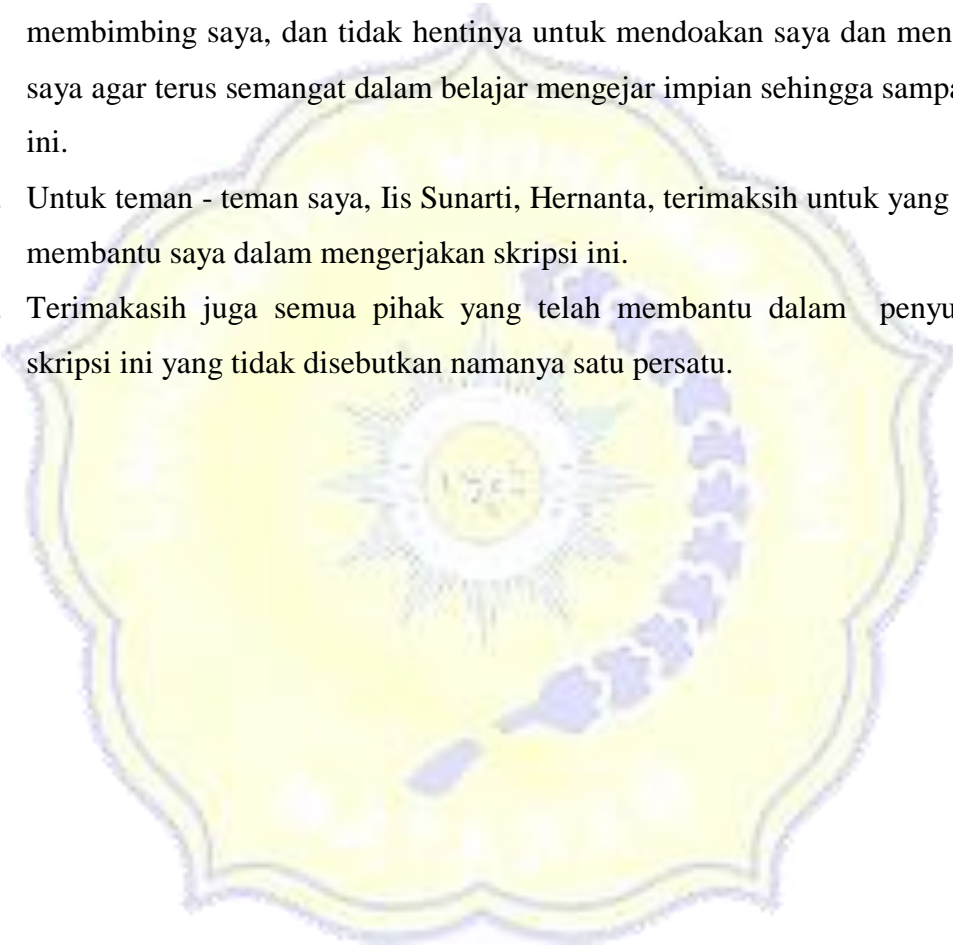 membimbing saya, dan tidak hentinya untuk mendoakan saya dan men
saya agar terus semangat dalam belajar mengejar impian sehingga sampa
ini.
Untuk teman - teman saya, Iis Sunarti, Hernanta, terimaksih untuk yang
membantu saya dalam mengerjakan skripsi ini.
Terimakasih juga semua pihak yang telah membantu dalam penyu
skripsi ini yang tidak disebutkan namanya satu persatu.